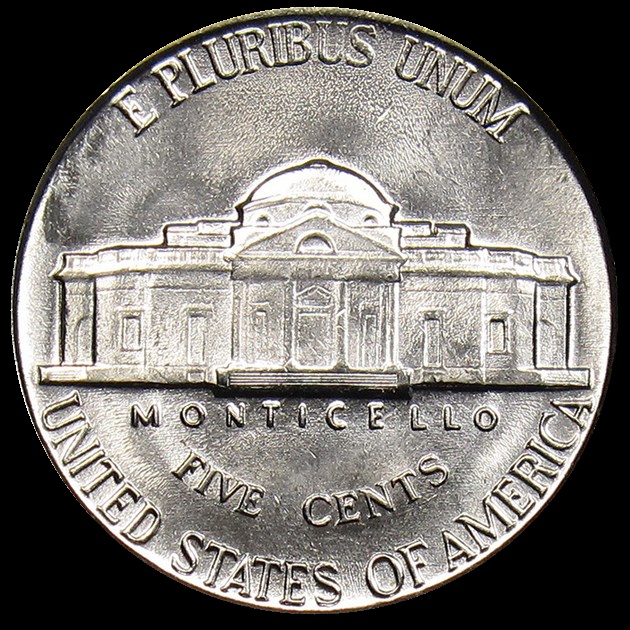 E PLURIBUS UNUM
MONTICELLO
FIVE CENTS
UNITED STATES OF AMERICA